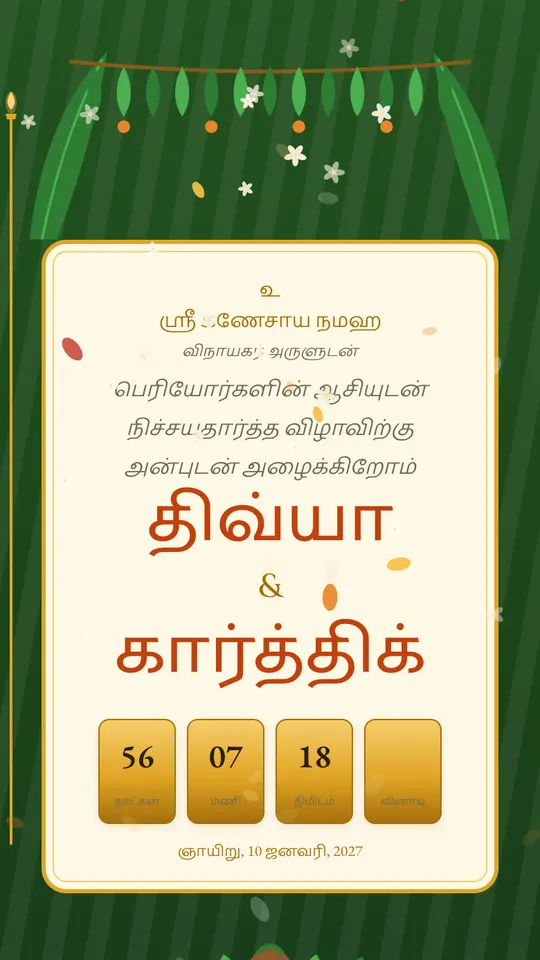 உ
ஸ்ரீ கணேசாய நமஹ
விநாயகர் அருளுடன்
பெரியோர்களின் ஆசியுடன்
நிச்சயதார்த்த விழாவிற்கு
அன்புடன் அழைக்கிறோம்
திவ்யா
&
கார்த்திக்
56 07 18
நாட்கள் மணி நிமிடம் வினாடி
ஞாயிறு, 10 ஜனவரி, 2027